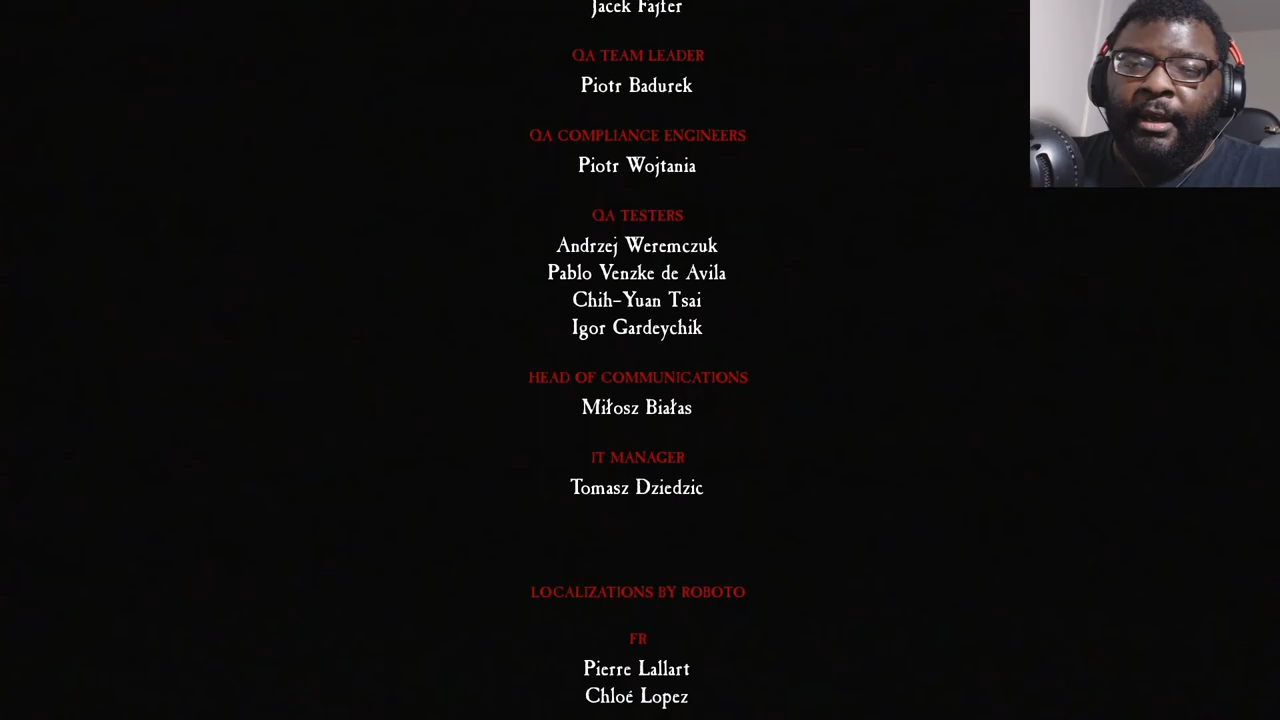 Jacek Fajfer
QA TEAM LEADER
Piotr Badurek
QA COMPLIANCE ENGINEERS
Piotr Wojtania
QA TESTERS
Andrzej Weremczuk
Pablo Venzke de Avila
Chih-Yuan Tsai
Igor Gardeychik
HEAD OF COMMUNICATIONS
Miłosz Białas
IT MANAGER
Tomasz Dziedzic
LOCALIZATIONS BY ROBOTO
FR
Pierre Lallart
Chloé Lopez